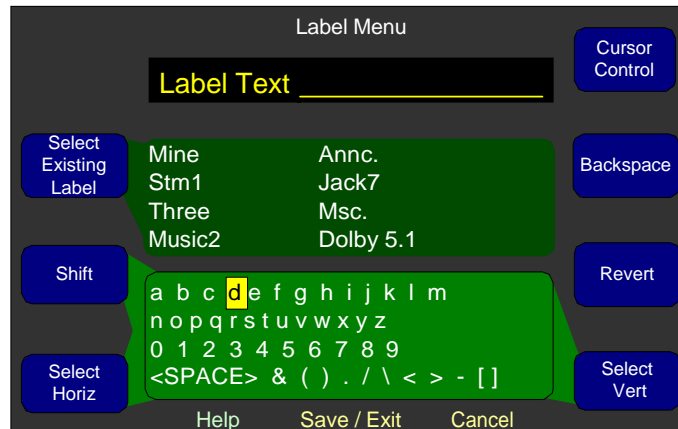 Label Menu
Cursor
Control
Label Text _______________
Select
Existing
Label
Mine Annc.
Stm1 Jack7
Three Msc.
Music2 Dolby 5.1
Backspace
Shift
Revert
a b c d e f g h i j k l m
n o p q r s t u v w x y z
0 1 2 3 4 5 6 7 8 9
<SPACE> & ( ) . / \ < > - [ ]
Select
Horiz
Select
Vert
Help Save / Exit Cancel